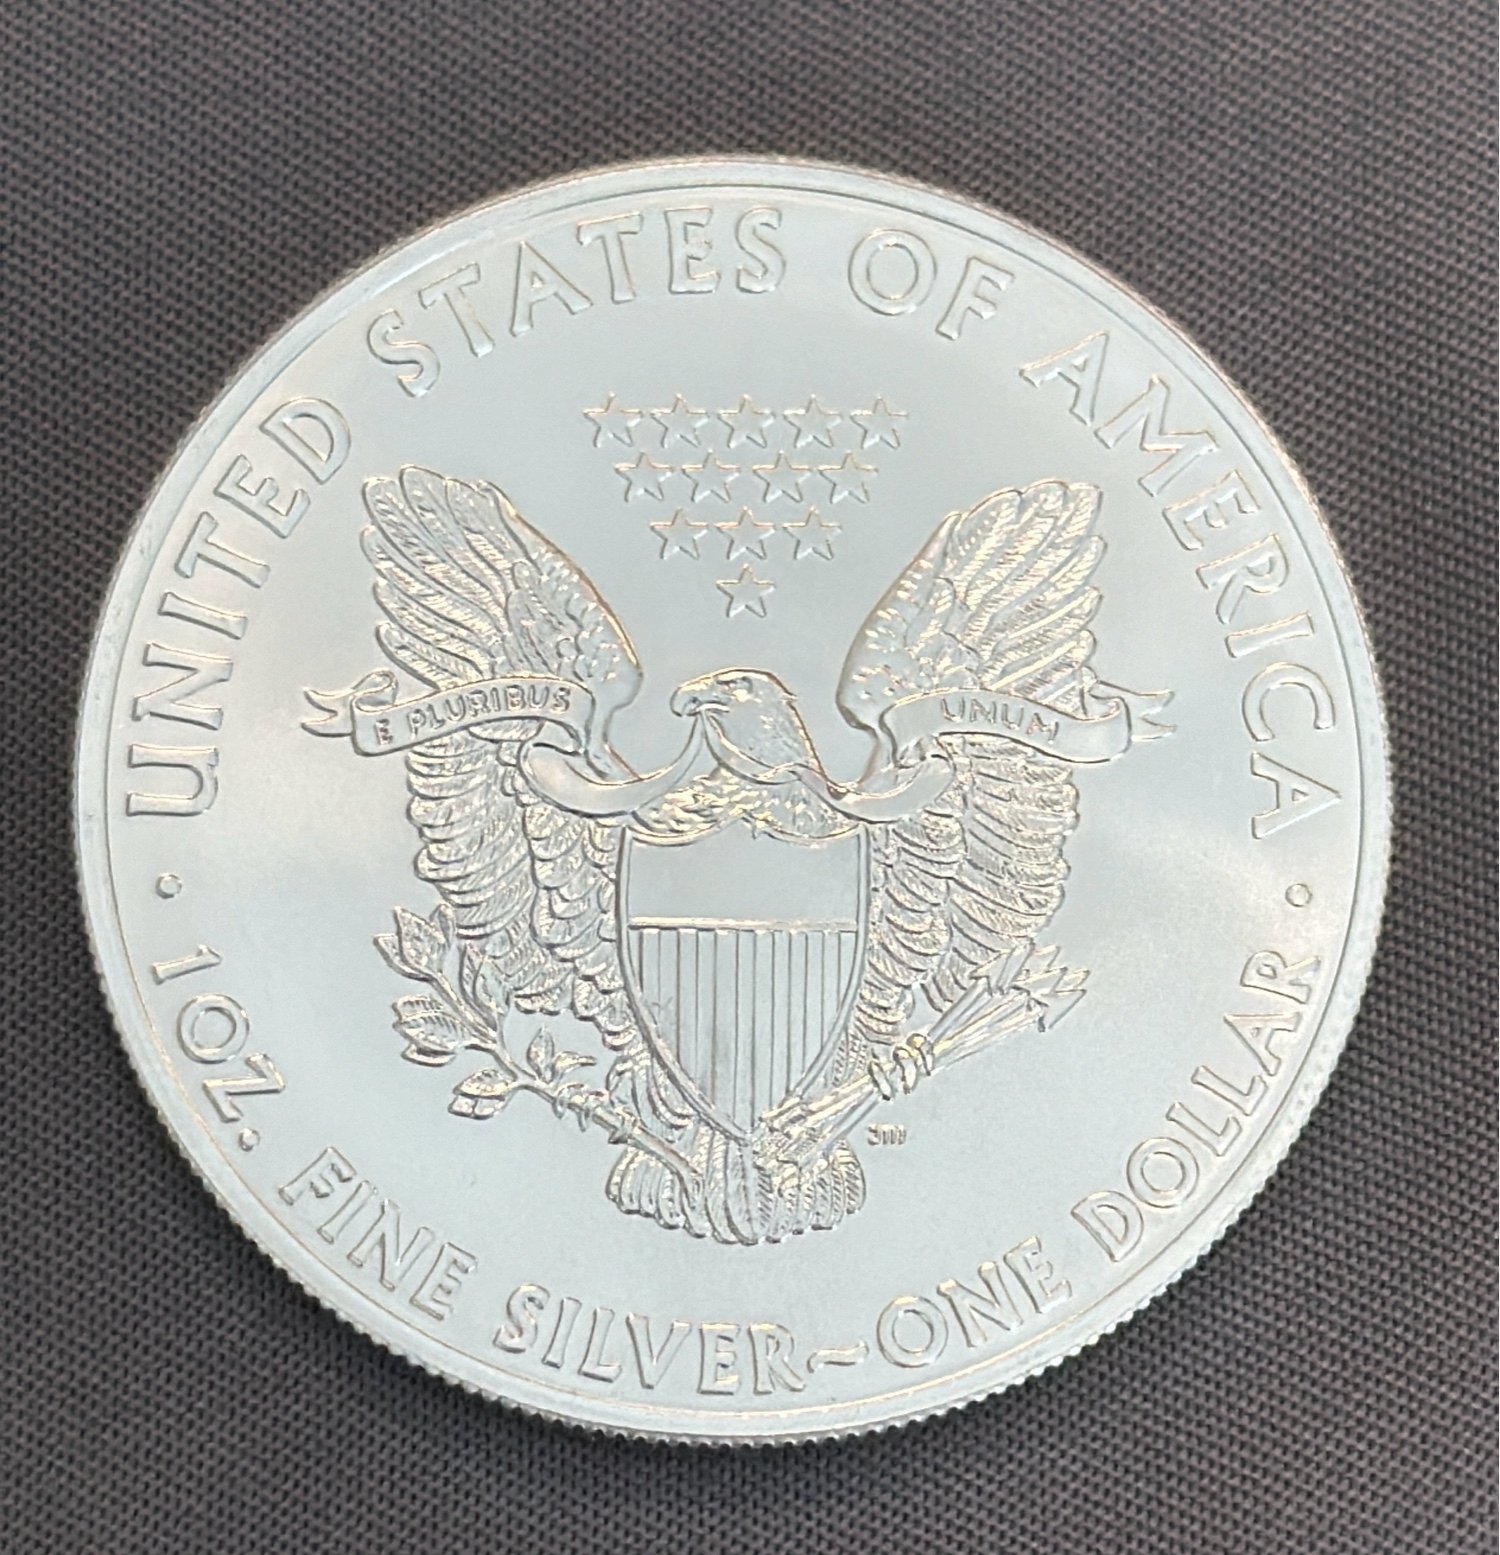 UNITED STATES OF AMERICA
E PLURIBUS UNUM
JM
· 1 OZ. FINE SILVER~ONE DOLLAR ·